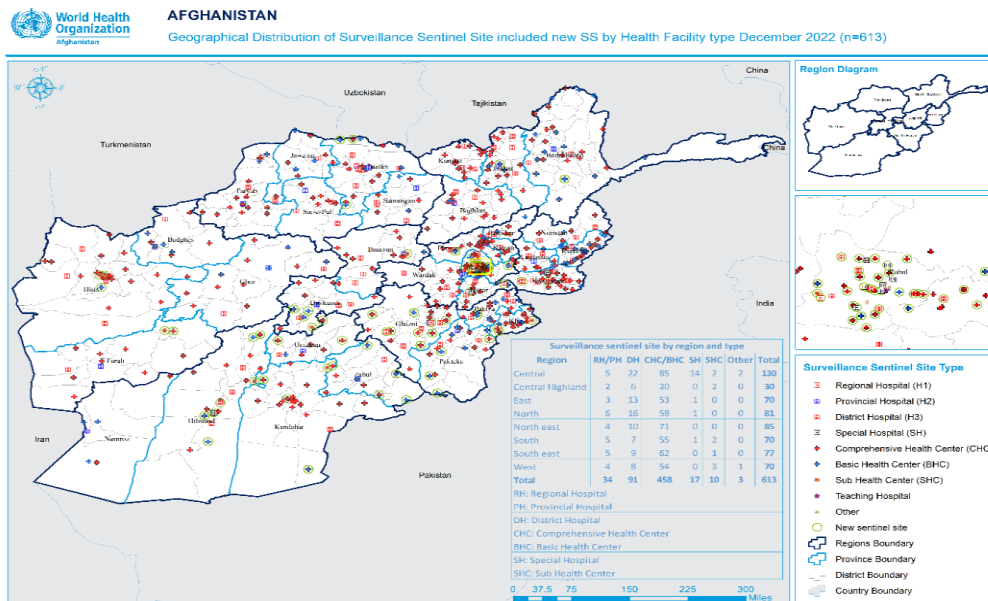 World Health
Organization
Afghanistan
AFGHANISTAN
Geographical Distribution of Surveillance Sentinel Site included new SS by Health Facility type December 2022 (n=613)
China
Uzbekistan
Tajikistan
Turkmenistan
China
Jawzjan
Balkh
Kunduz
Badakhshan
Faryab
Sar-e-Pul
Samangan
Baghlan
Badghis
Bamyan
Nuristan
Wardak
Hirat
Ghor
India
Uruzgan
Ghazni
Paktika
Zabul
Farah
Hilmand
Kandahar
Nimroz
Iran
Pakistan
Surveillance sentinel site by region and type
Region RH/PH DH CHC/BHC SH SHC Other Total
Central 5 22 85 14 2 2 130
Central Highland 2 6 20 0 2 0 30
East 3 13 53 1 0 0 70
North 6 16 58 1 0 0 81
North east 4 10 71 0 0 0 85
South 5 7 55 1 2 0 70
South east 5 9 62 0 1 0 77
West 4 8 54 0 3 1 70
Total 34 91 458 17 10 3 613
RH: Regional Hospital
PH: Provincial Hospital
DH: District Hospital
CHC: Comprehensive Health Center
BHC: Basic Health Center
SH: Special Hospital
SHC: Sub Health Center
0 37.5 75 150 225 300
Miles
Region Diagram
Kabul
Surveillance Sentinel Site Type
Regional Hospital (H1)
Provincial Hospital (H2)
District Hospital (H3)
Special Hospital (SH)
Comprehensive Health Center (CHC
Basic Health Center (BHC)
Sub Health Center (SHC)
Teaching Hospital
Other
New sentinel site
Regions Boundary
Province Boundary
District Boundary
Country Boundary